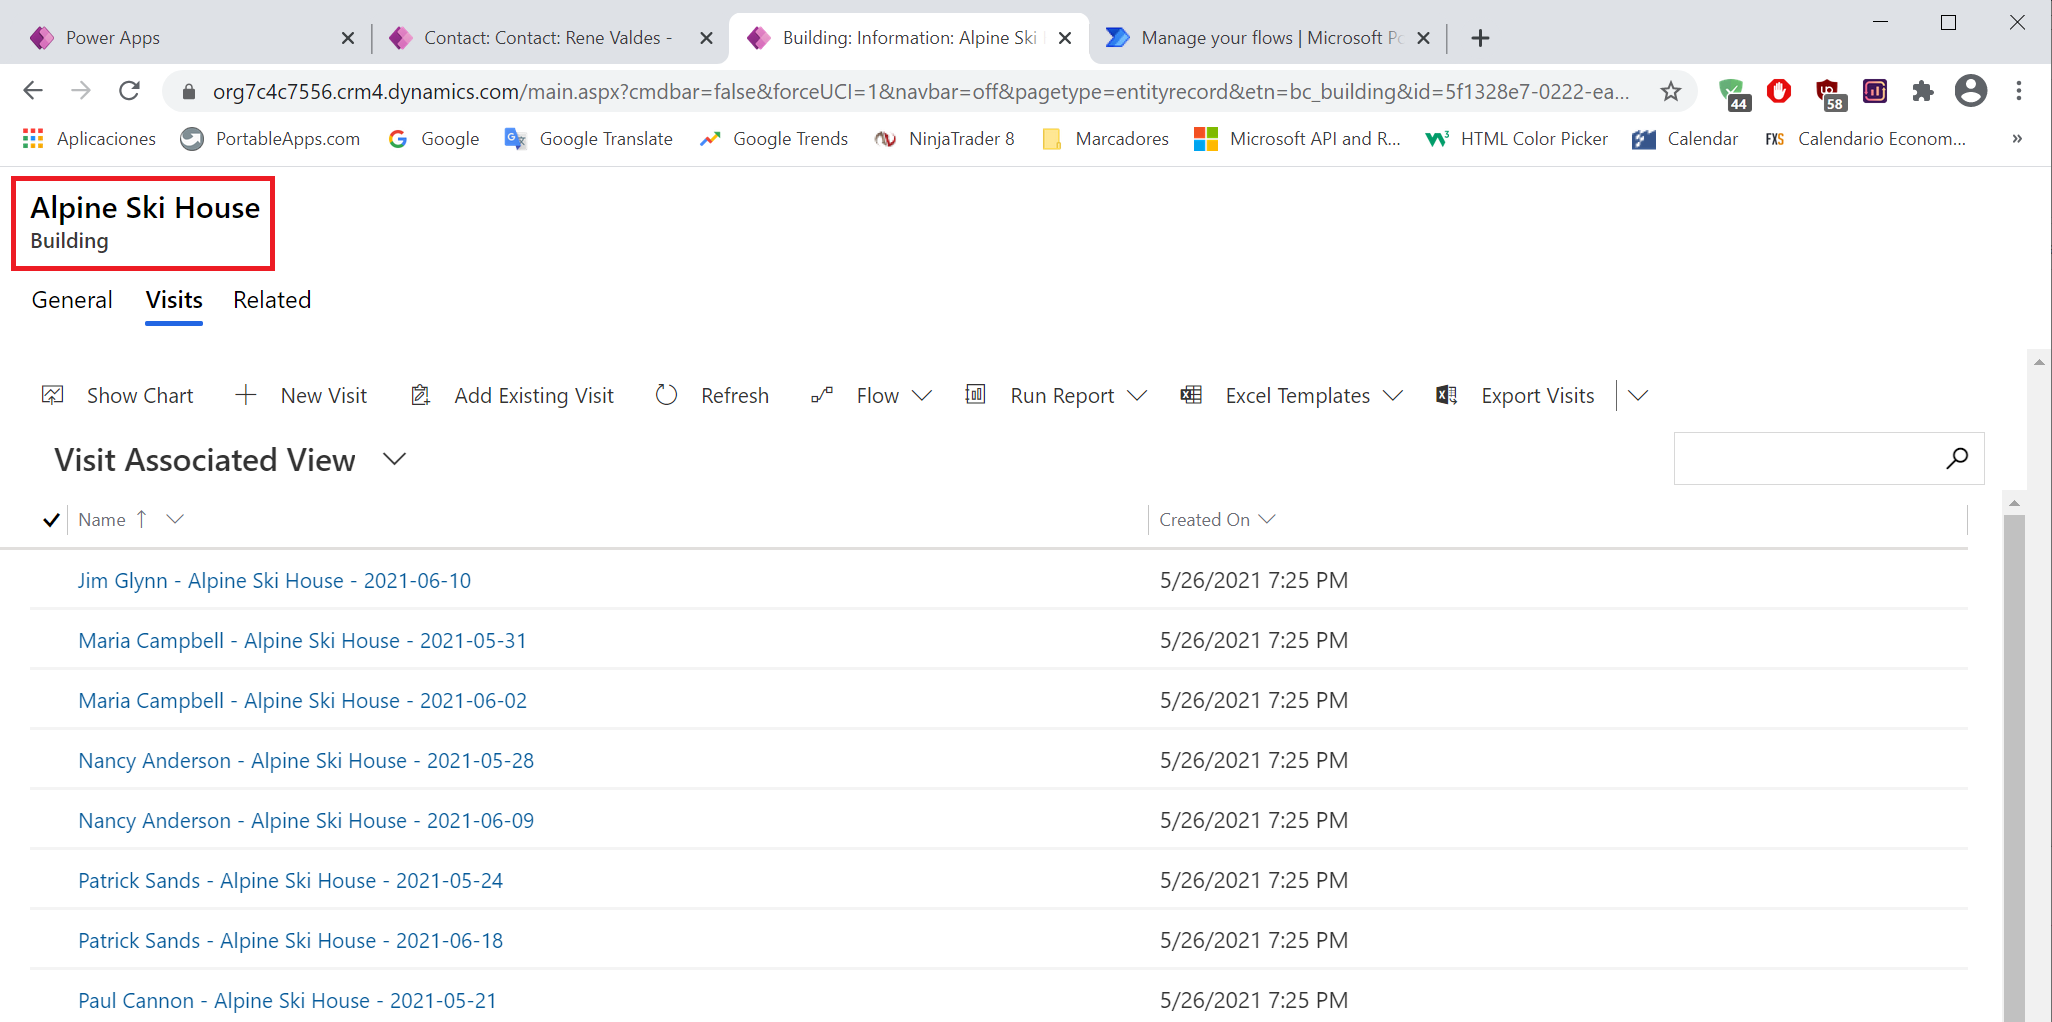 Power Apps
Contact: Contact: Rene Valdes -
Building: Information: Alpine Ski
Manage your flows | Microsoft Po
org7c4c7556.crm4.dynamics.com/main.aspx?cmdbar=false&forceUCI=1&navbar=off&pagetype=entityrecord&etn=bc_building&id=5f1328e7-0222-ea...
44
58
Aplicaciones
PortableApps.com
Google
Google Translate
Google Trends
NinjaTrader 8
Marcadores
Microsoft API and R...
HTML Color Picker
Calendar
FXS Calendario Econom...
»
Alpine Ski House
Building
General Visits Related
Show Chart
New Visit
Add Existing Visit
Refresh
Flow
Run Report
Excel Templates
Export Visits
Visit Associated View
Name ↑ Created On
Jim Glynn - Alpine Ski House - 2021-06-10 5/26/2021 7:25 PM
Maria Campbell - Alpine Ski House - 2021-05-31 5/26/2021 7:25 PM
Maria Campbell - Alpine Ski House - 2021-06-02 5/26/2021 7:25 PM
Nancy Anderson - Alpine Ski House - 2021-05-28 5/26/2021 7:25 PM
Nancy Anderson - Alpine Ski House - 2021-06-09 5/26/2021 7:25 PM
Patrick Sands - Alpine Ski House - 2021-05-24 5/26/2021 7:25 PM
Patrick Sands - Alpine Ski House - 2021-06-18 5/26/2021 7:25 PM
Paul Cannon - Alpine Ski House - 2021-05-21 5/26/2021 7:25 PM